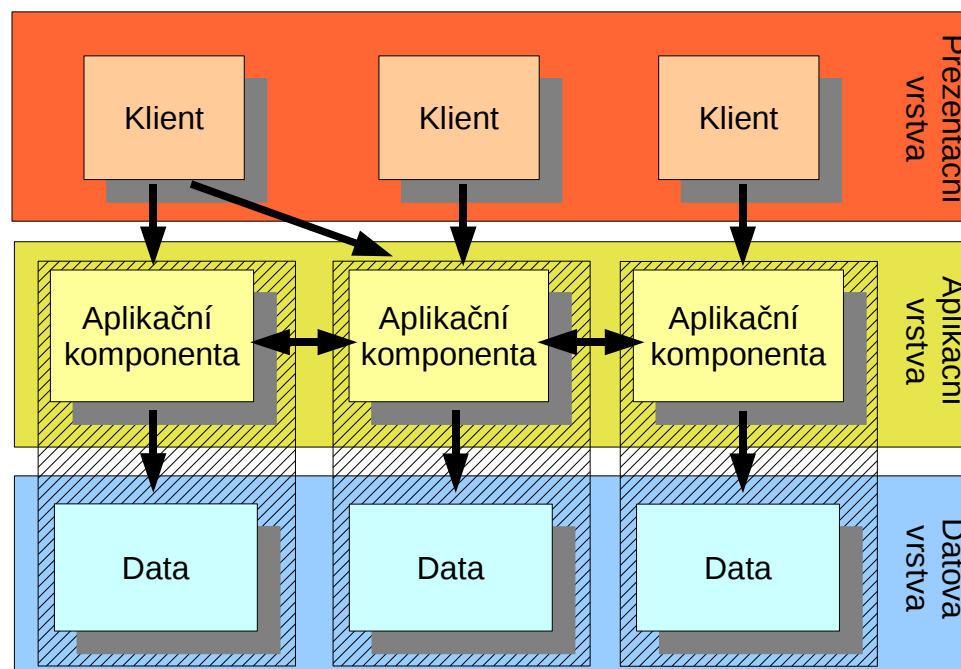 Klient
Klient
Klient
Prezentační
vrstva
Aplikační
komponenta
Aplikační
komponenta
Aplikační
komponenta
Aplikační
vrstva
Data
Data
Data
Datová
vrstva